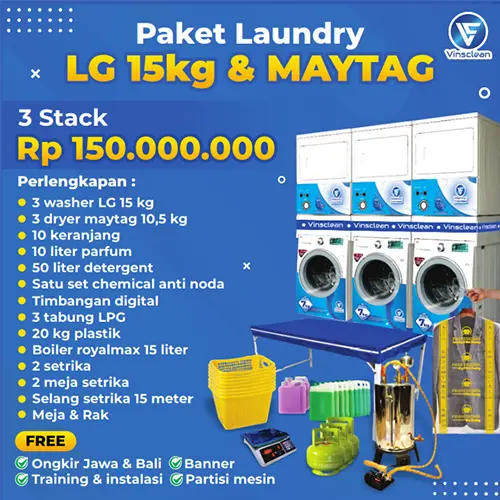 Paket Laundry
LG 15kg & MAYTAG
Vinsclean
3 Stack
Rp 150.000.000
Perlengkapan :
3 washer LG 15 kg
3 dryer maytag 10,5 kg
10 keranjang
10 liter parfum
50 liter detergent
Satu set chemical anti noda
Timbangan digital
3 tabung LPG
20 kg plastik
Boiler royalmax 15 liter
2 setrika
2 meja setrika
Selang setrika 15 meter
Meja & Rak
Vinsclean Vinsclean Vinsclean
FREE
Ongkir Jawa & Bali
Banner
Training & instalasi
Partisi mesin